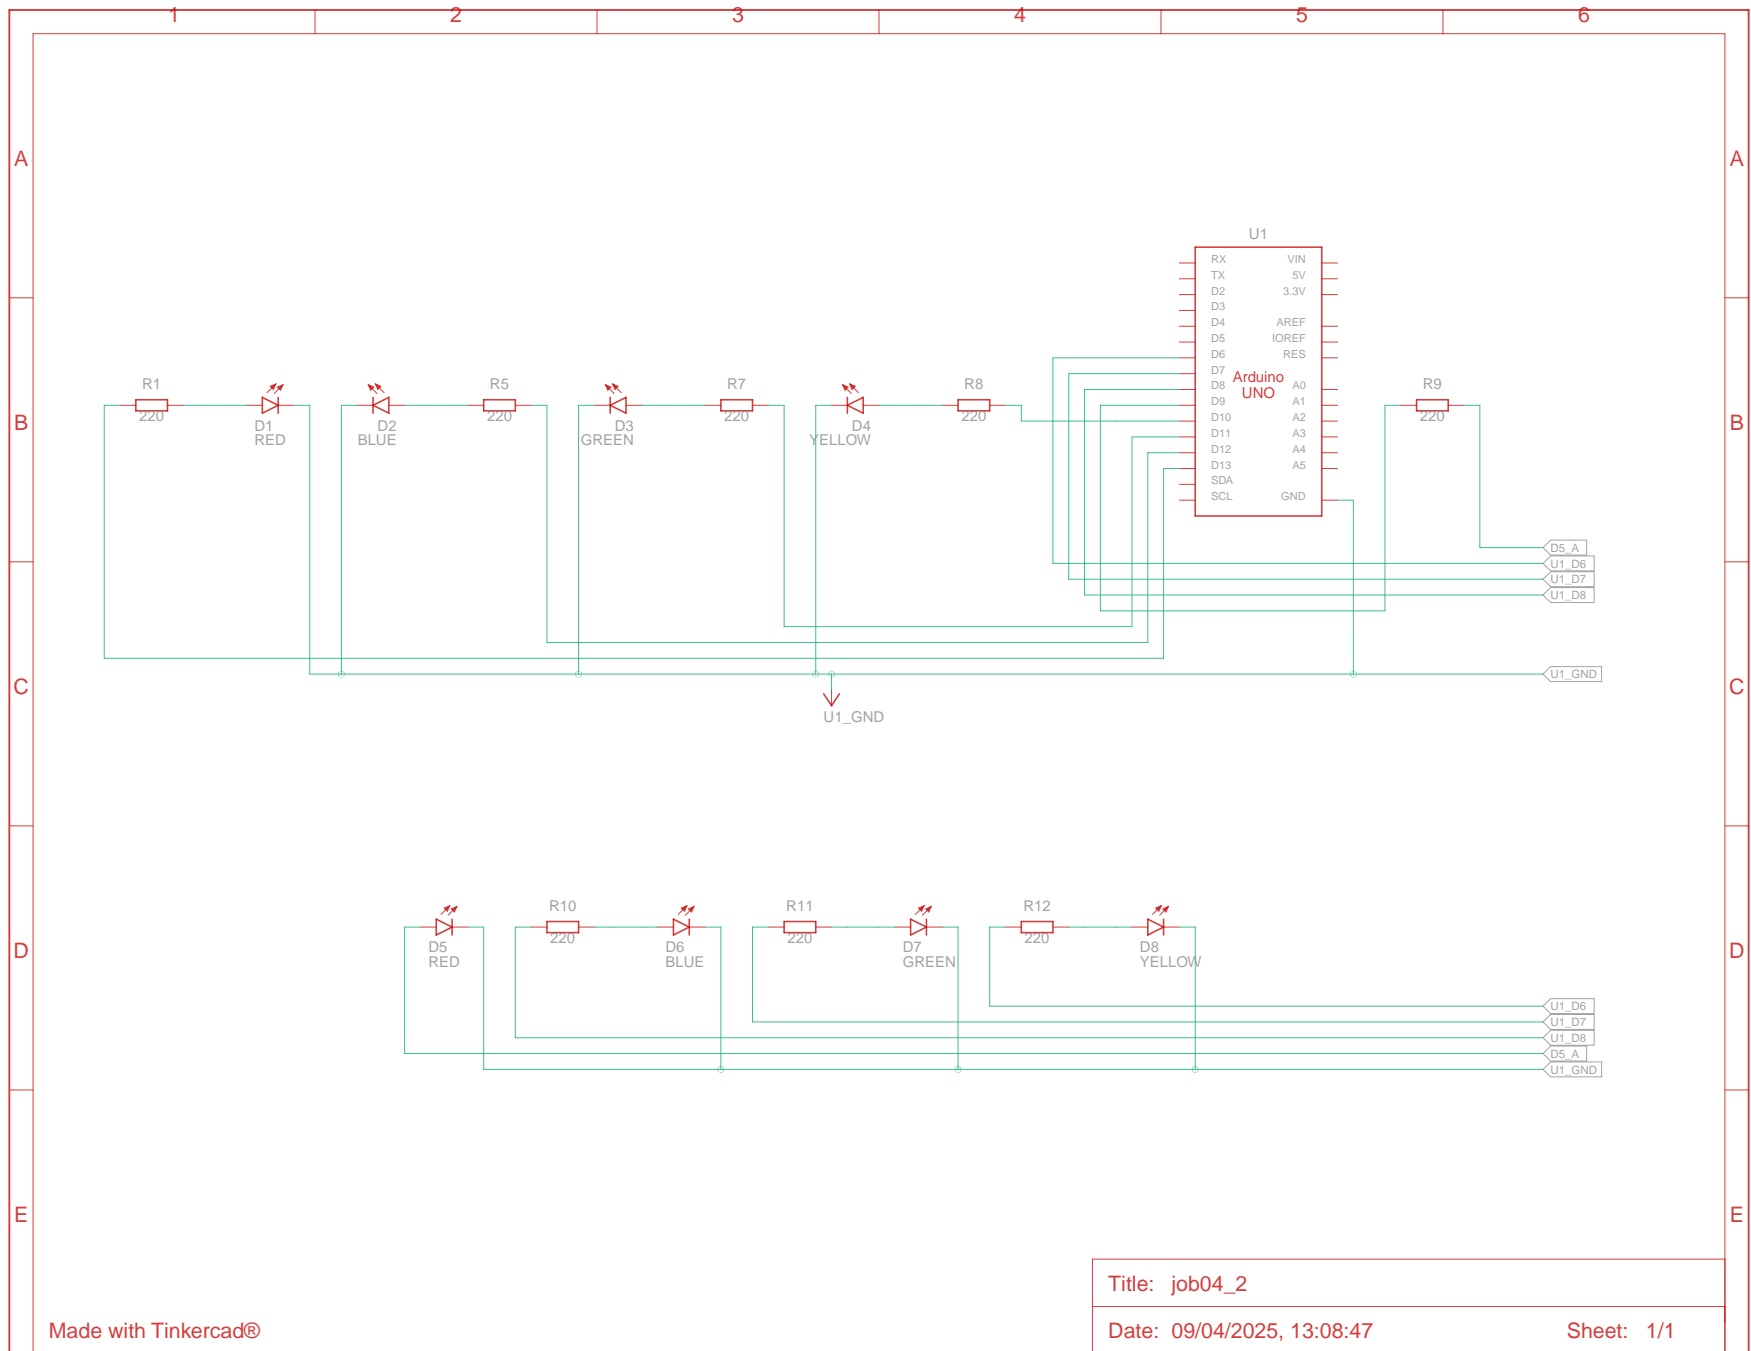 1 2 3 4 5 6
A A
U1
RX VIN
TX 5V
D2 3.3V
D3
D4 AREF
D5 IOREF
D6 RES
D7
Arduino
UNO
D8 A0
D9 A1
D10 A2
D11 A3
D12 A4
D13 A5
SDA
SCL GND
R1 R5 R7 R8 R9
220 220 220 220 220
B B
D1 D2 D3 D4
RED BLUE GREEN YELLOW
D5_A
U1_D6
U1_D7
U1_D8
C C
U1_GND
U1_GND
R10 R11 R12
220 220 220
D D
D5 D6 D7 D8
RED BLUE GREEN YELLOW
U1_D6
U1_D7
U1_D8
D5_A
U1_GND
E E
Title: job04_2
Made with Tinkercad®
Date: 09/04/2025, 13:08:47 Sheet: 1/1